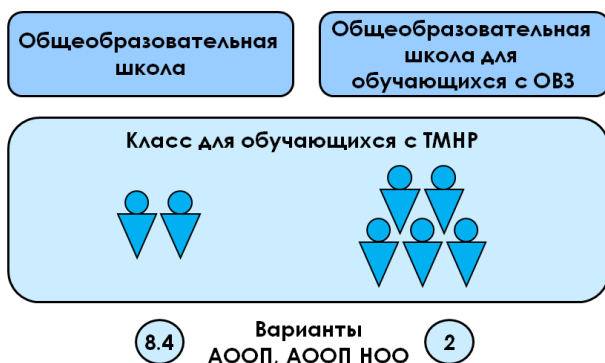 Общеобразовательная
школа
Общеобразовательная
школа для
обучающихся с ОВЗ
Класс для обучающихся с ТМНР
8.4
Варианты
АООП, АООП НОО
2